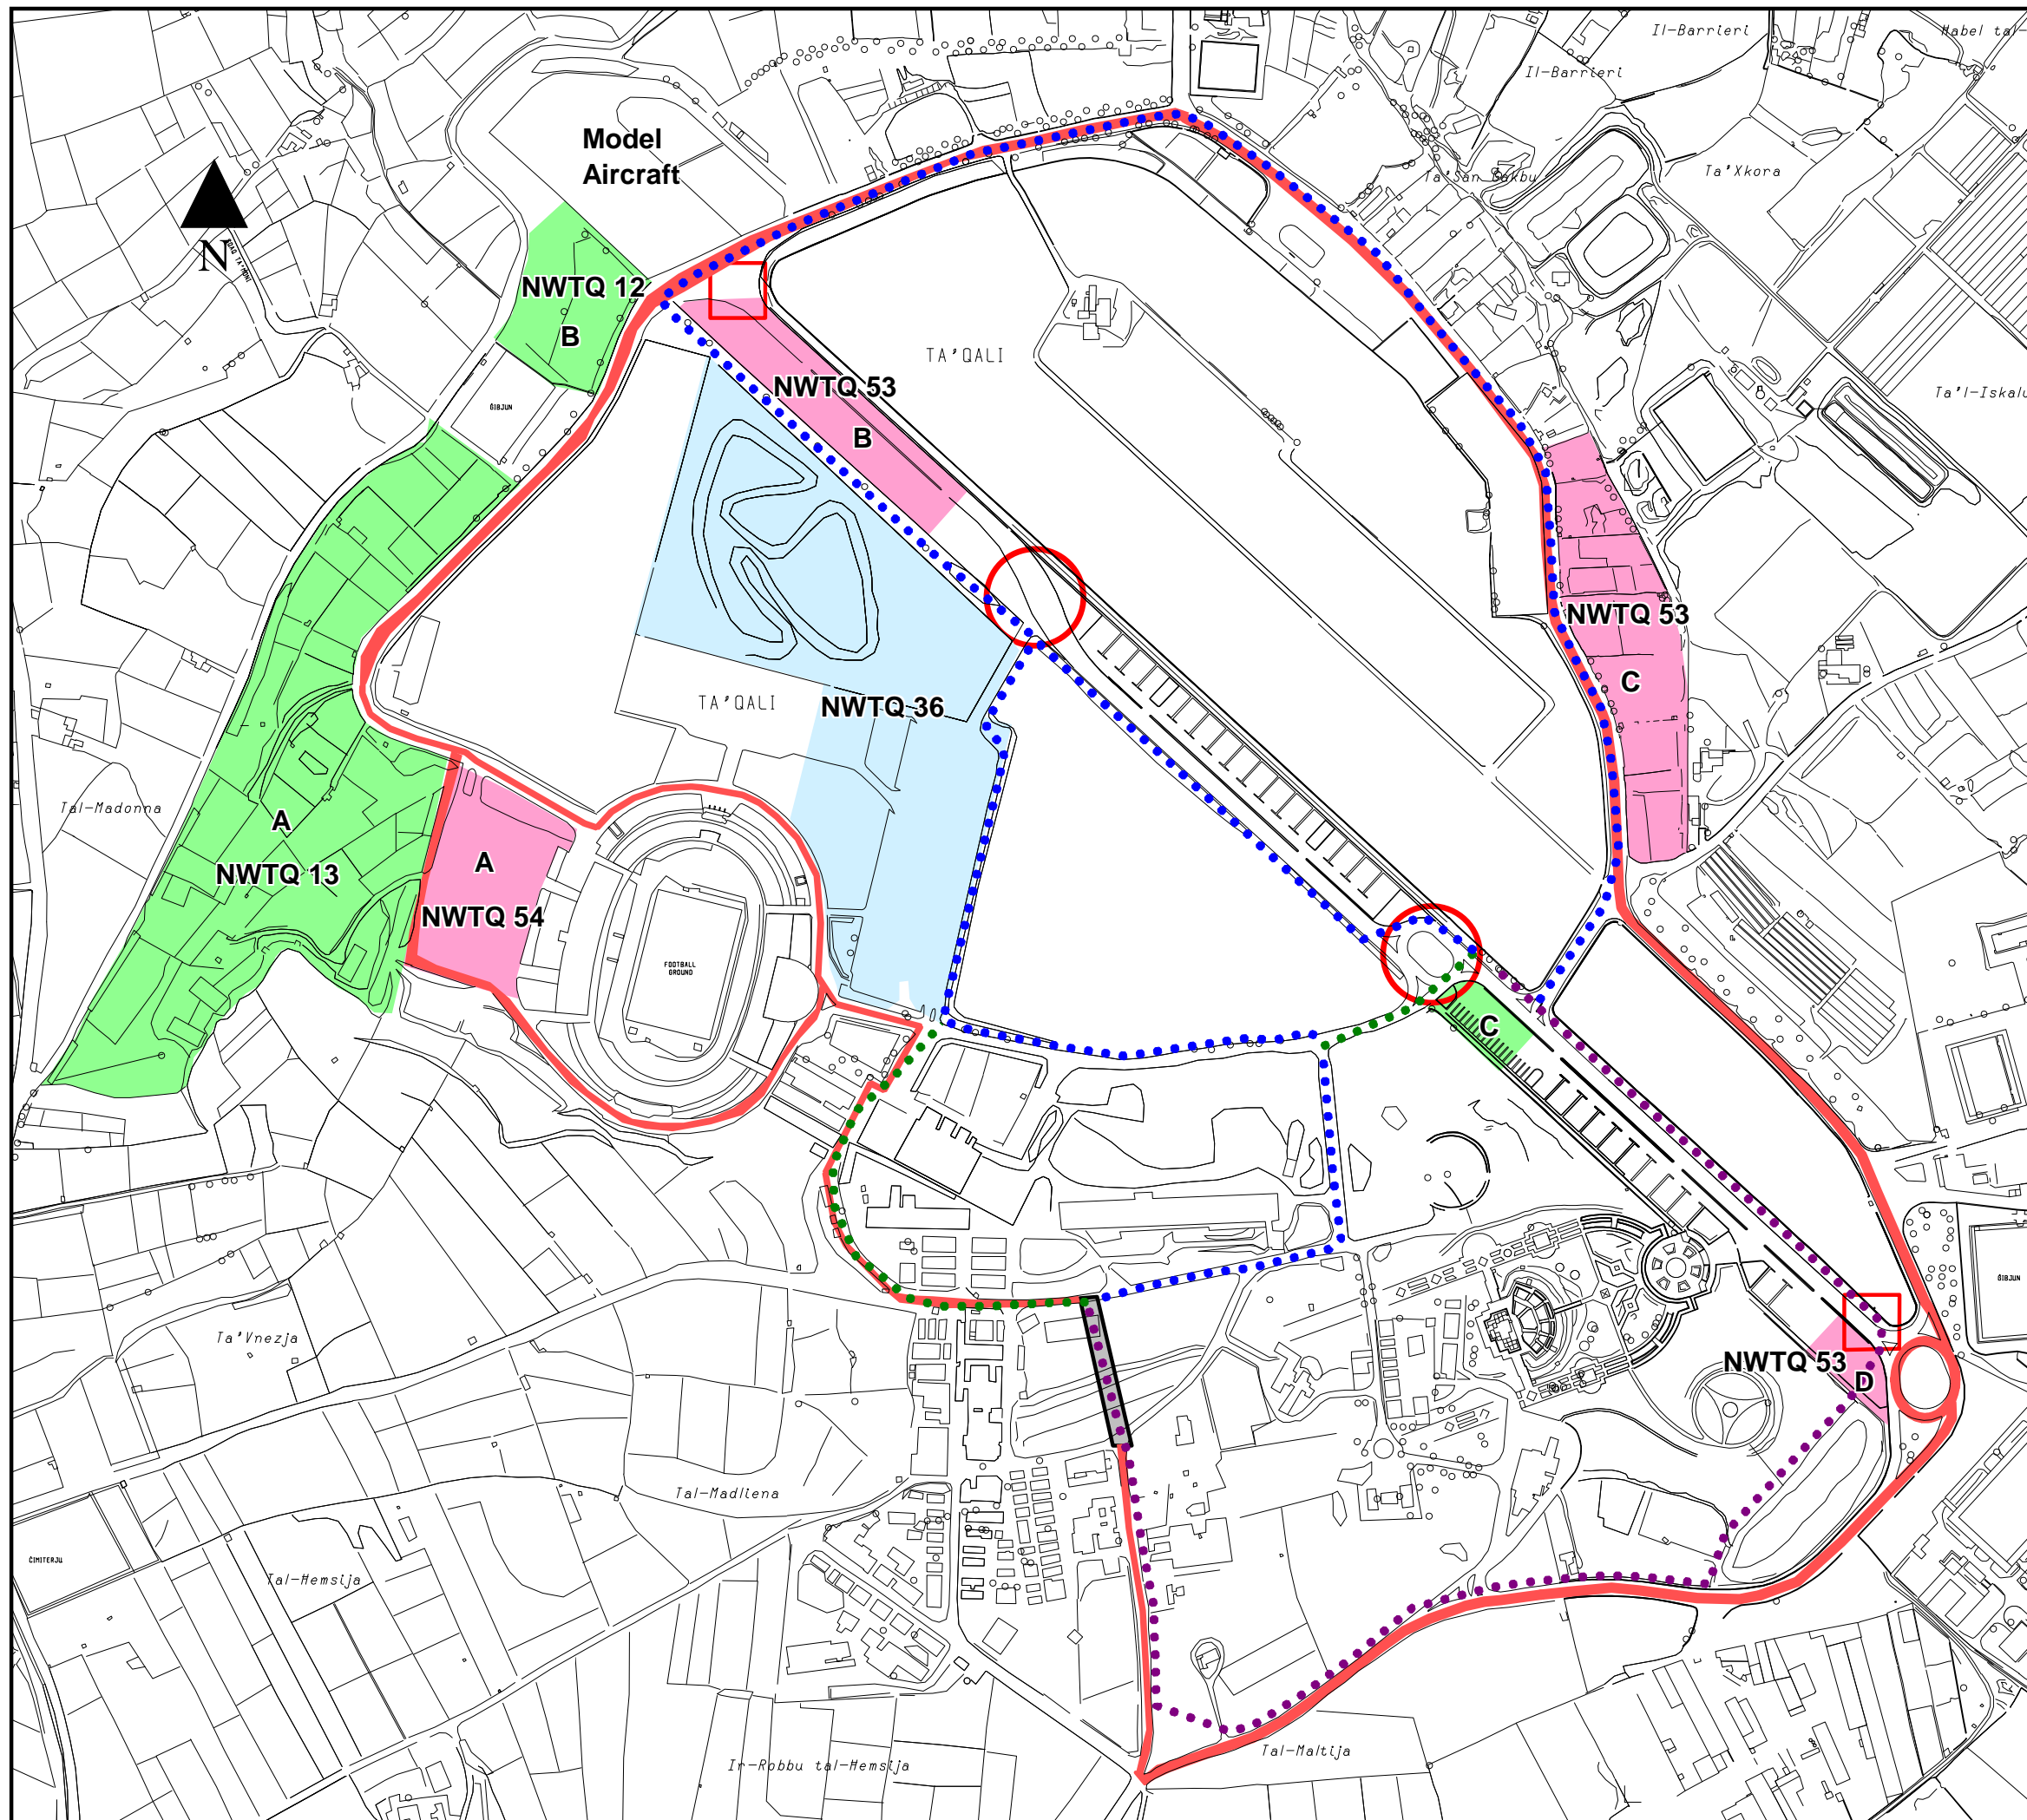 Il-Barrieri
Habel tal-
Il-Barrieri
Model
Aircraft
Ta'San Bakbu
Ta'Xkora
N
NWTQ 12
B
TA'QALI
NWTQ 53
B
Ta'l-Iskalu
ĠIBJUN
NWTQ 53
C
TA'QALI
NWTQ 36
Tal-Madonna
A
NWTQ 13
A
NWTQ 54
FOOTBALL
GROUND
C
ĠIBJUN
Ta'Vnezja
NWTQ 53
D
Tal-Madliena
ĊIMITERJU
Tal-Hemsija
Tal-Maltija
Ir-Robbu tal-Hemsija